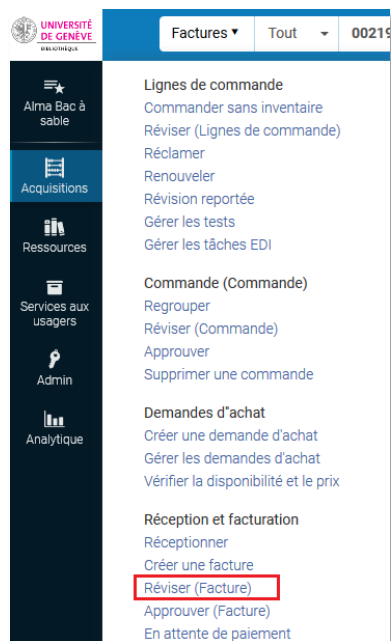 UNIVERSITÉ
DE GENÈVE
BIBLIOTHÈQUE
Factures
Tout
00219
Alma Bac à
sable
Acquisitions
Ressources
Services aux
usagers
Admin
Analytique
Lignes de commande
Commander sans inventaire
Réviser (Lignes de commande)
Réclamer
Renouveler
Révision reportée
Gérer les tests
Gérer les tâches EDI
Commande (Commande)
Regrouper
Réviser (Commande)
Approuver
Supprimer une commande
Demandes d"achat
Créer une demande d'achat
Gérer les demandes d'achat
Vérifier la disponibilité et le prix
Réception et facturation
Réceptionner
Créer une facture
Réviser (Facture)
Approuver (Facture)
En attente de paiement